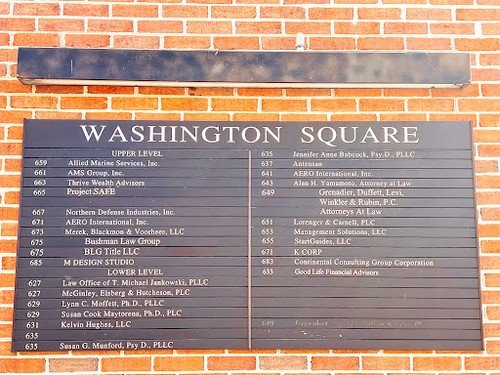 WASHINGTON SQUARE
UPPER LEVEL
659 Allied Marine Services, Inc.
661 AMS Group, Inc.
663 Thrive Wealth Advisors
665 Project SAFE
667 Northern Defense Industries, Inc.
671 AERO International, Inc.
673 Merek, Blackmon & Voorhees, LLC
675 Bushman Law Group
675 BLG Title LLC
685 M DESIGN STUDIO
LOWER LEVEL
627 Law Office of T. Michael Jankowski, PLC
627 McGinley, Elsberg & Hutcheson, PLC
629 Lynn C. Moffett, Ph.D., PLLC
629 Susan Cook Maytorena, Ph.D., PLC
631 Kelvin Hughes, LLC
635
635 Susan G. Munford, Psy D., PLLC
635 Jennifer Anne Babcock, Psy.D., PLLC
637 Antensan
641 AERO International, Inc.
643 Alan H. Yamamoto, Attorney at Law
649 Grenadier, Duffett, Levi,
Winkler & Rubin, P.C.
Attorneys At Law
651 Lorenger & Carnell, PLC
653 Management Solutions, LLC
655 StartGuides, LLC
671 K CORP
683 Continental Consulting Group Corporation
633 Good Life Financial Advisors
649